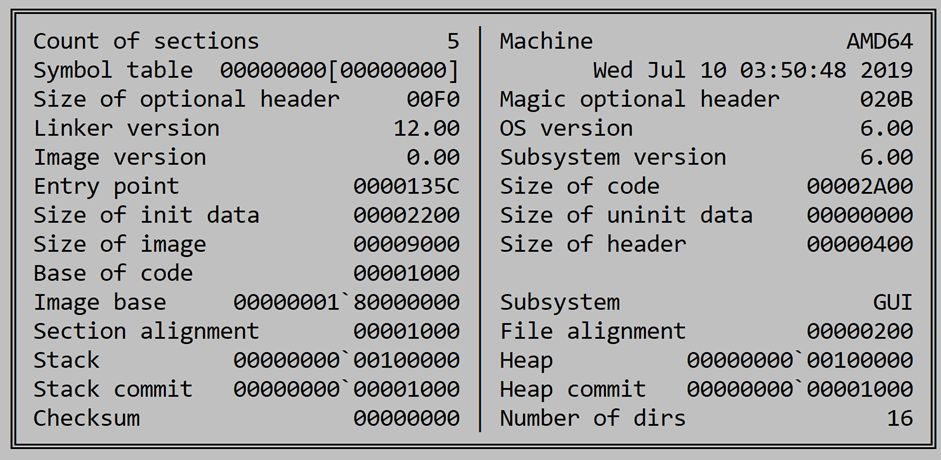 Count of sections 5 | Machine AMD64
Symbol table 00000000[00000000] | Wed Jul 10 03:50:48 2019
Size of optional header 00F0 | Magic optional header 020B
Linker version 12.00 | OS version 6.00
Image version 0.00 | Subsystem version 6.00
Entry point 0000135C | Size of code 00002A00
Size of init data 00002200 | Size of uninit data 00000000
Size of image 00009000 | Size of header 00000400
Base of code 00001000 |
Image base 00000001`80000000 | Subsystem GUI
Section alignment 00001000 | File alignment 00000200
Stack 00000000`00100000 | Heap 00000000`00100000
Stack commit 00000000`00001000 | Heap commit 00000000`00001000
Checksum 00000000 | Number of dirs 16